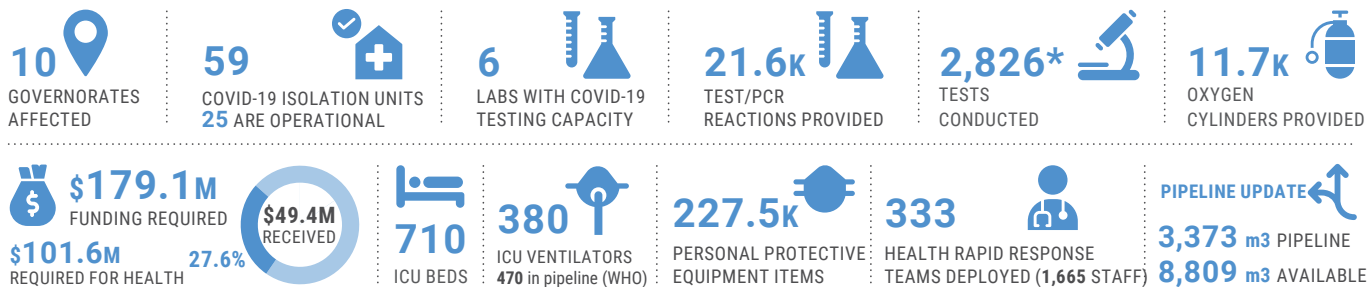 10
GOVERNORATES
AFFECTED
59
COVID-19 ISOLATION UNITS
25 ARE OPERATIONAL
6
LABS WITH COVID-19
TESTING CAPACITY
21.6K
TEST/PCR
REACTIONS PROVIDED
2,826*
TESTS
CONDUCTED
11.7K
OXYGEN
CYLINDERS PROVIDED
$
$179.1M
FUNDING REQUIRED
$101.6M
REQUIRED FOR HEALTH
27.6%
$49.4M
RECEIVED
710
ICU BEDS
380
ICU VENTILATORS
470 in pipeline (WHO)
227.5K
PERSONAL PROTECTIVE
EQUIPMENT ITEMS
333
HEALTH RAPID RESPONSE
TEAMS DEPLOYED (1,665 STAFF)
PIPELINE UPDATE
3,373 m3 PIPELINE
8,809 m3 AVAILABLE